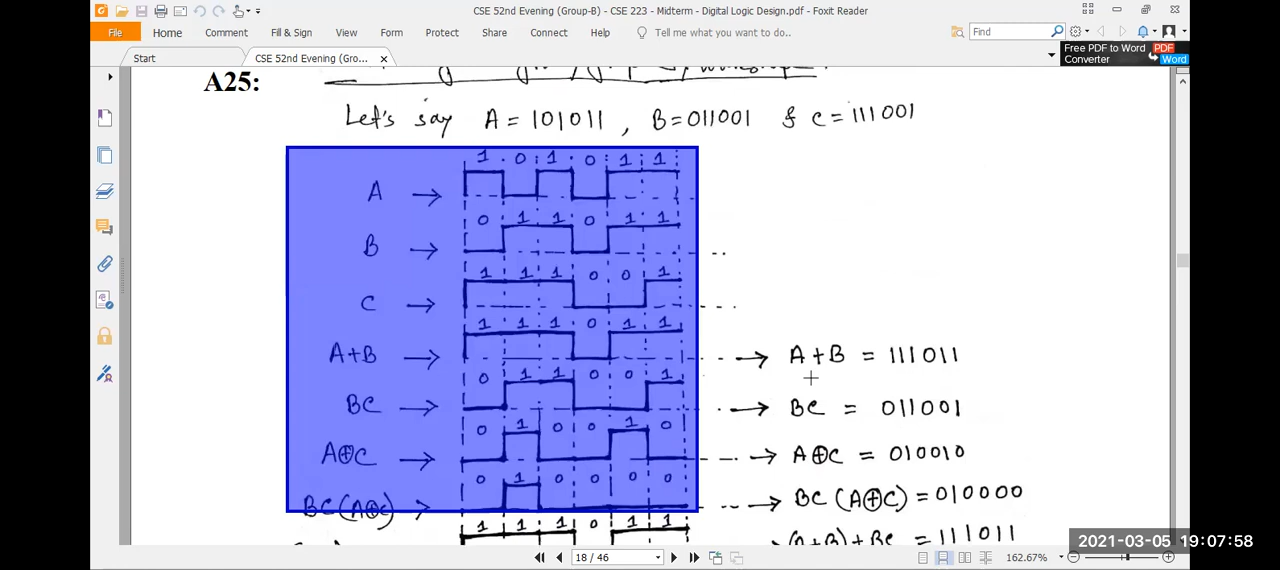 CSE 52nd Evening (Group-B) - CSE 223 - Midterm - Digital Logic Design.pdf - Foxit Reader
File Home Comment Fill & Sign View Form Protect Share Connect Help Tell me what you want to do.. Find
Start CSE 52nd Evening (Gro... Free PDF to Word Converter PDF Word
A25:
Let's say A = 101011 , B = 011001 & C = 111001
1 0 1 0 1 1
A →
0 1 1 0 1 1
B →
1 1 1 0 0 1
C →
1 1 1 0 1 1
A+B → → A+B = 111011
0 1 1 0 0 1
BC → → BC = 011001
0 1 0 0 1 0
A⊕C → → A⊕C = 010010
0 1 0 0 0 0
BC(A⊕C) → → BC(A⊕C) = 010000
1 1 1 0 1 1
→ (A+B)+BC = 111011
2021-03-05 19:07:58
18 / 46 162.67%